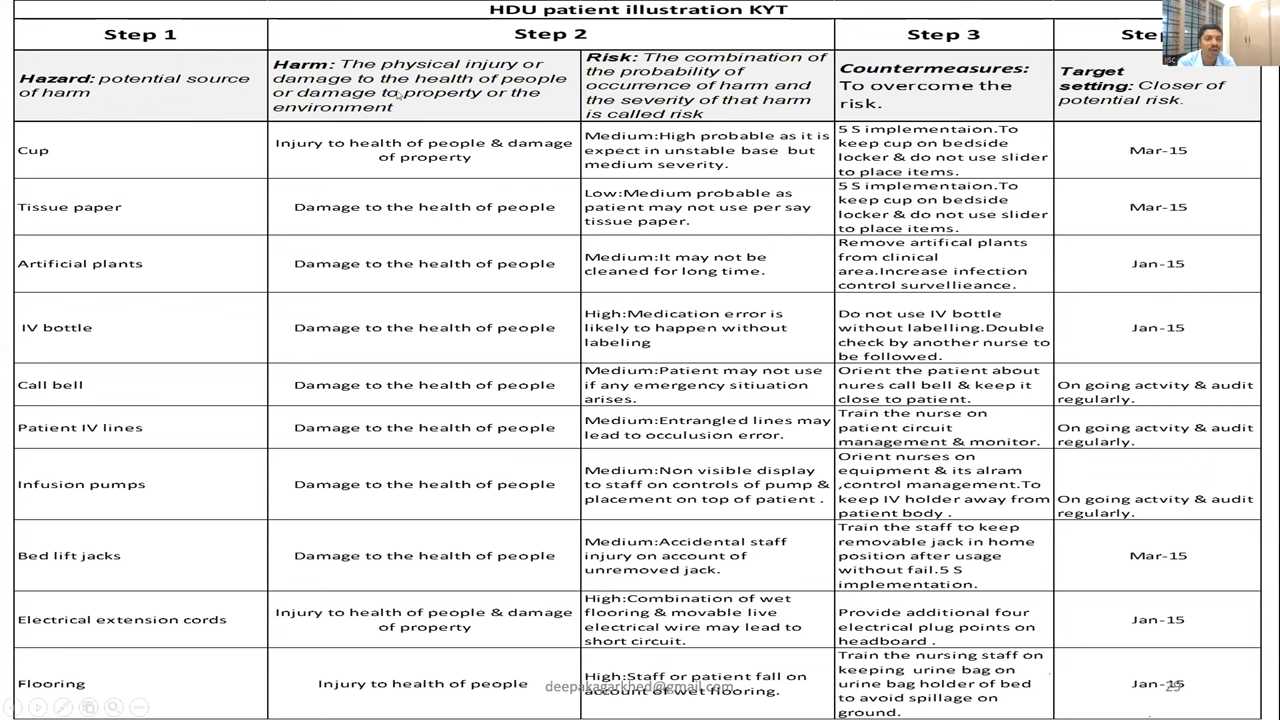 HDU patient illustration KYT
Step 1
Step 2
Step 3
Hazard: potential source
of harm
Harm: The physical injury or
damage to the health of people
or damage to property or the
environment
Risk: The combination of
the probability of
occurrence of harm and
the severity of that harm
is called risk
Countermeasures:
To overcome the
risk.
Target
setting: Closer of
potential risk.
Cup
Injury to health of people & damage
of property
Medium:High probable as it is
expect in unstable base but
medium severity.
5 S implementaion.To
keep cup on bedside
locker & do not use slider
to place items.
Mar-15
Tissue paper
Damage to the health of people
Low:Medium probable as
patient may not use per say
tissue paper.
5 S implementaion.To
keep cup on bedside
locker & do not use slider
to place items.
Mar-15
Artificial plants
Damage to the health of people
Medium:It may not be
cleaned for long time.
Remove artifical plants
from clinical
area.Increase infection
control survellieance.
Jan-15
IV bottle
Damage to the health of people
High:Medication error is
likely to happen without
labeling
Do not use IV bottle
without labelling.Double
check by another nurse to
be followed.
Jan-15
Call bell
Damage to the health of people
Medium:Patient may not use
if any emergency sitiuation
arises.
Orient the patient about
nures call bell & keep it
close to patient.
On going actvity & audit
regularly.
Patient IV lines
Damage to the health of people
Medium:Entrangled lines may
lead to occulusion error.
Train the nurse on
patient circuit
management & monitor.
On going actvity & audit
regularly.
Infusion pumps
Damage to the health of people
Medium:Non visible display
to staff on controls of pump &
placement on top of patient .
Orient nurses on
equipment & its alram
,control management.To
keep IV holder away from
patient body .
On going actvity & audit
regularly.
Bed lift jacks
Damage to the health of people
Medium:Accidental staff
injury on account of
unremoved jack.
Train the staff to keep
removable jack in home
position after usage
without fail.5 S
implementation.
Mar-15
Electrical extension cords
Injury to health of people & damage
of property
High:Combination of wet
flooring & movable live
electrical wire may lead to
short circuit.
Provide additional four
electrical plug points on
headboard .
Jan-15
Flooring
Injury to health of people
High:Staff or patient fall on
account of wet flooring.
Train the nursing staff on
keeping urine bag on
urine bag holder of bed
to avoid spillage on
ground.
Jan-15
deepakagarkhed@gmail.com